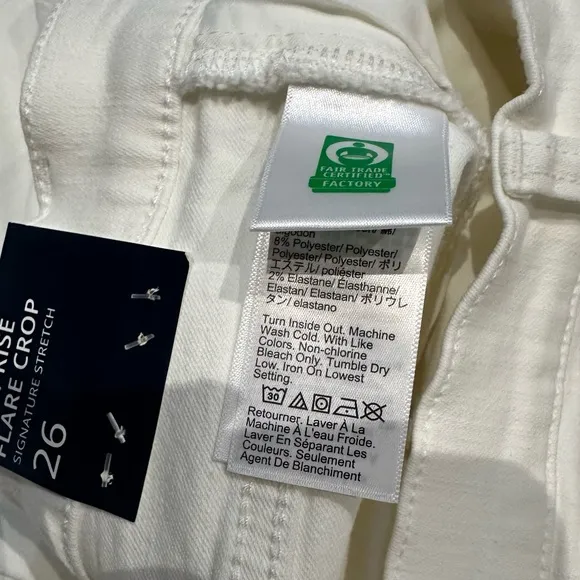 FAIR TRADE
CERTIFIED™
FACTORY
algodón
8% Polyester/ Polyester/
Polyester/ Polyester/ ポリ
エステル/ poliéster
2% Elastane/ Élasthanne/
Elastan/ Elastaan/ ポリウレ
タン/ elastano
Turn Inside Out. Machine
Wash Cold. With Like
Colors. Non-chlorine
Bleach Only. Tumble Dry
Low. Iron On Lowest
Setting.
30
Retourner. Laver À La
Machine À L'eau Froide.
Laver En Séparant Les
Couleurs. Seulement
Agent De Blanchiment
RISE
FLARE CROP
SIGNATURE STRETCH
26